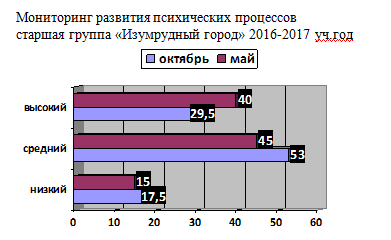 Мониторинг развития психических процессов
старшая группа «Изумрудный город» 2016-2017 уч.год
октябрь май
высокий 40
29,5
средний 45
53
низкий 15
17,5
0 10 20 30 40 50 60